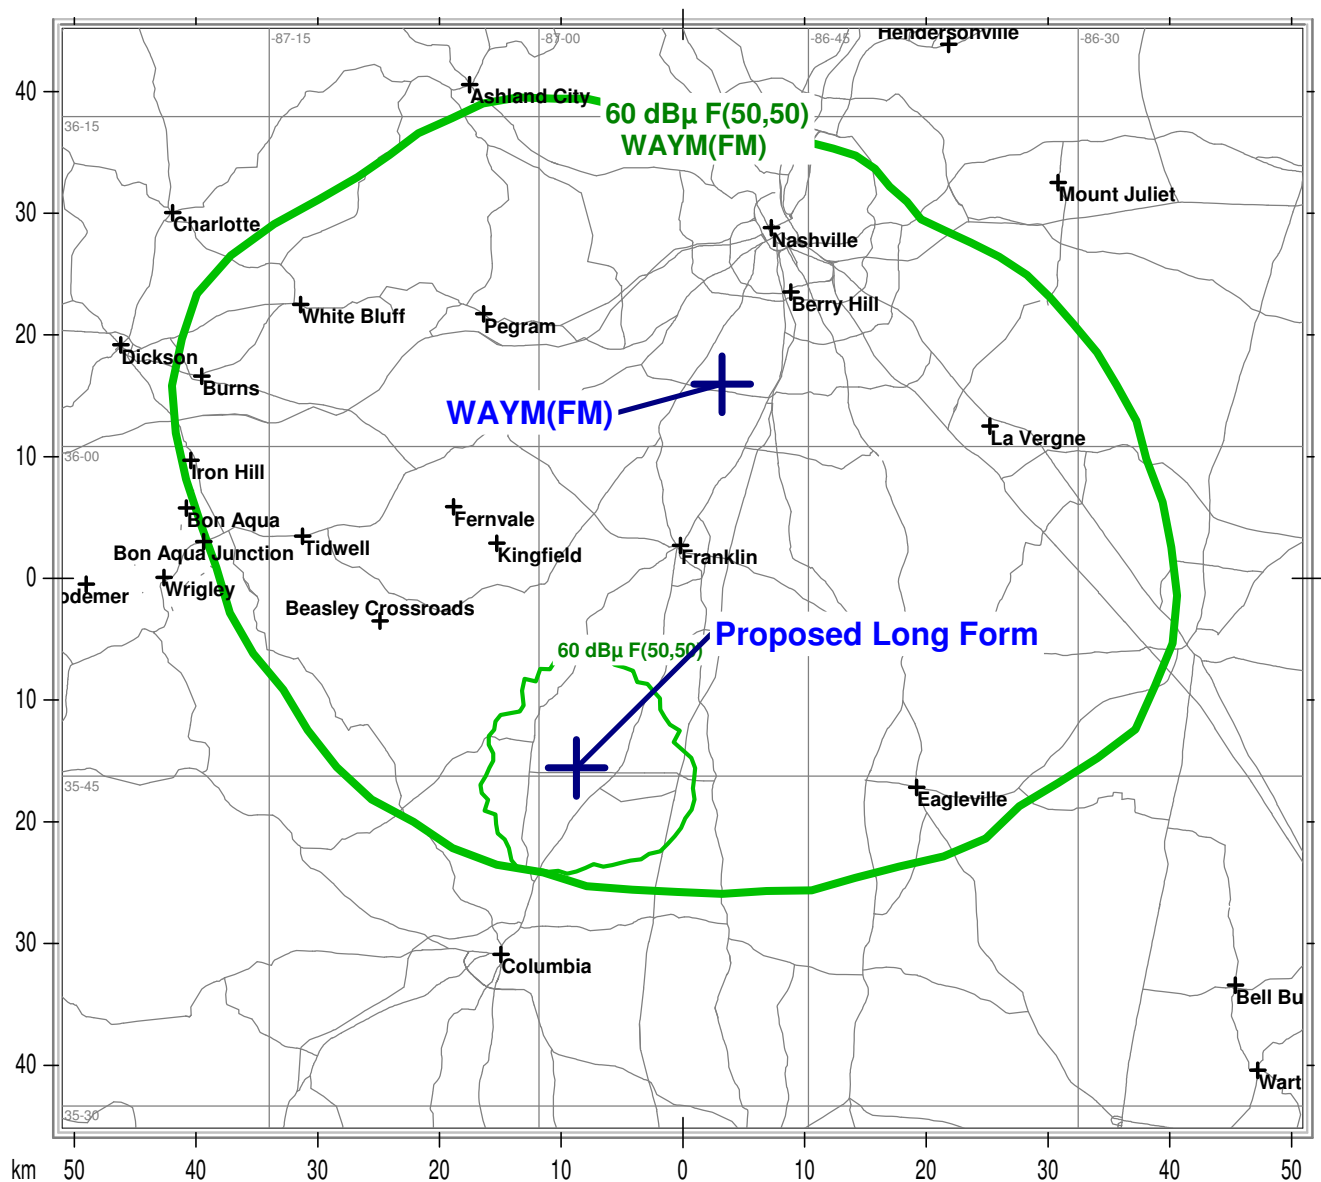 Hendersonville
-87-15
-87-00
-86-45
-86-30
40
Ashland City
60 dBµ F(50,50)
WAYM(FM)
36-15
Mount Juliet
30
Charlotte
Nashville
White Bluff
Berry Hill
Pegram
20
Dickson
Burns
WAYM(FM)
La Vergne
10
36-00
Iron Hill
Bon Aqua
Fernvale
Bon Aqua Junction
Tidwell
Kingfield
Franklin
0
odemer
Wrigley
Beasley Crossroads
Proposed Long Form
60 dBµ F(50,50)
10
35-45
Eagleville
20
30
Columbia
Bell Bu
40
Wart
35-30
km 50 40 30 20 10 0 10 20 30 40 50